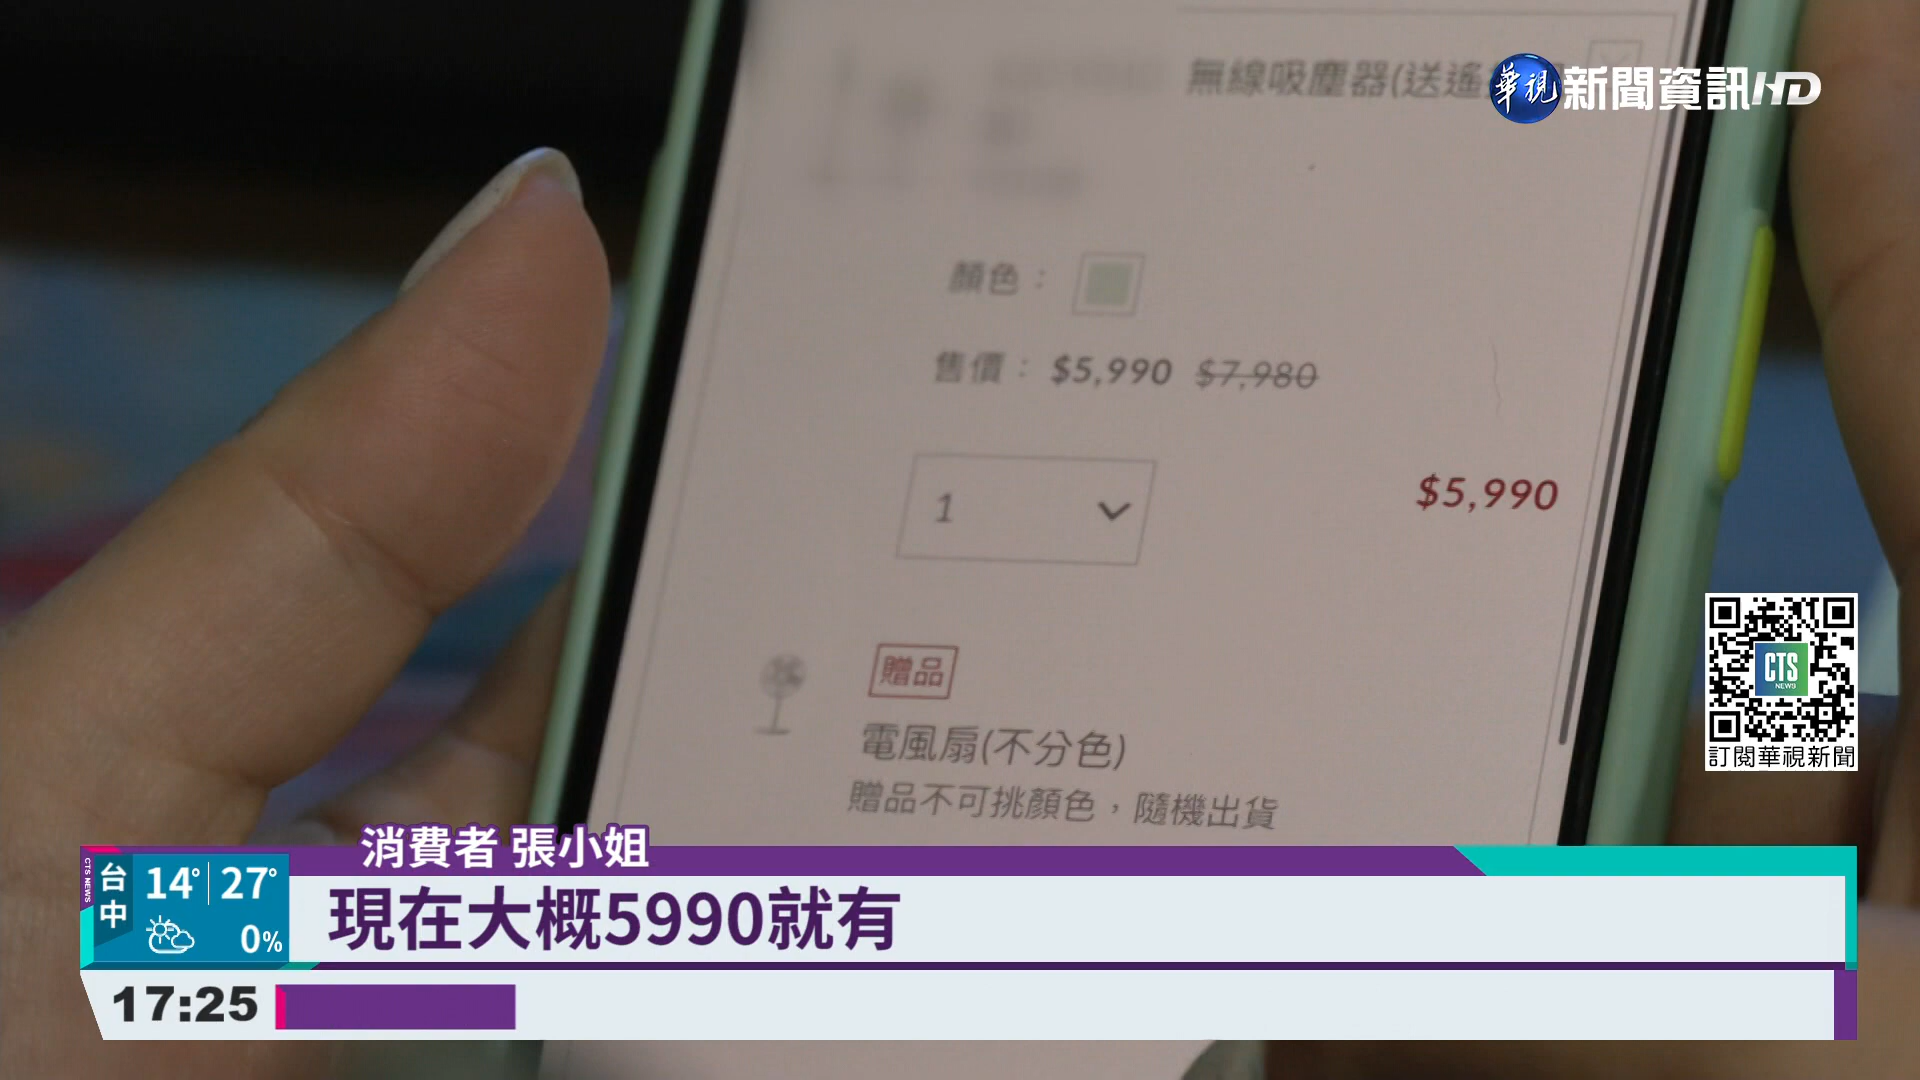 無線吸塵器(送遙
華視新聞資訊HD
顏色：
售價： $5,990 $7,980
1
$5,990
贈品
電風扇(不分色)
贈品不可挑顏色，隨機出貨
CTS
NEWS
訂閱華視新聞
消費者 張小姐
現在大概5990就有
CTS NEWS
台中
14° 27°
0%
17:25